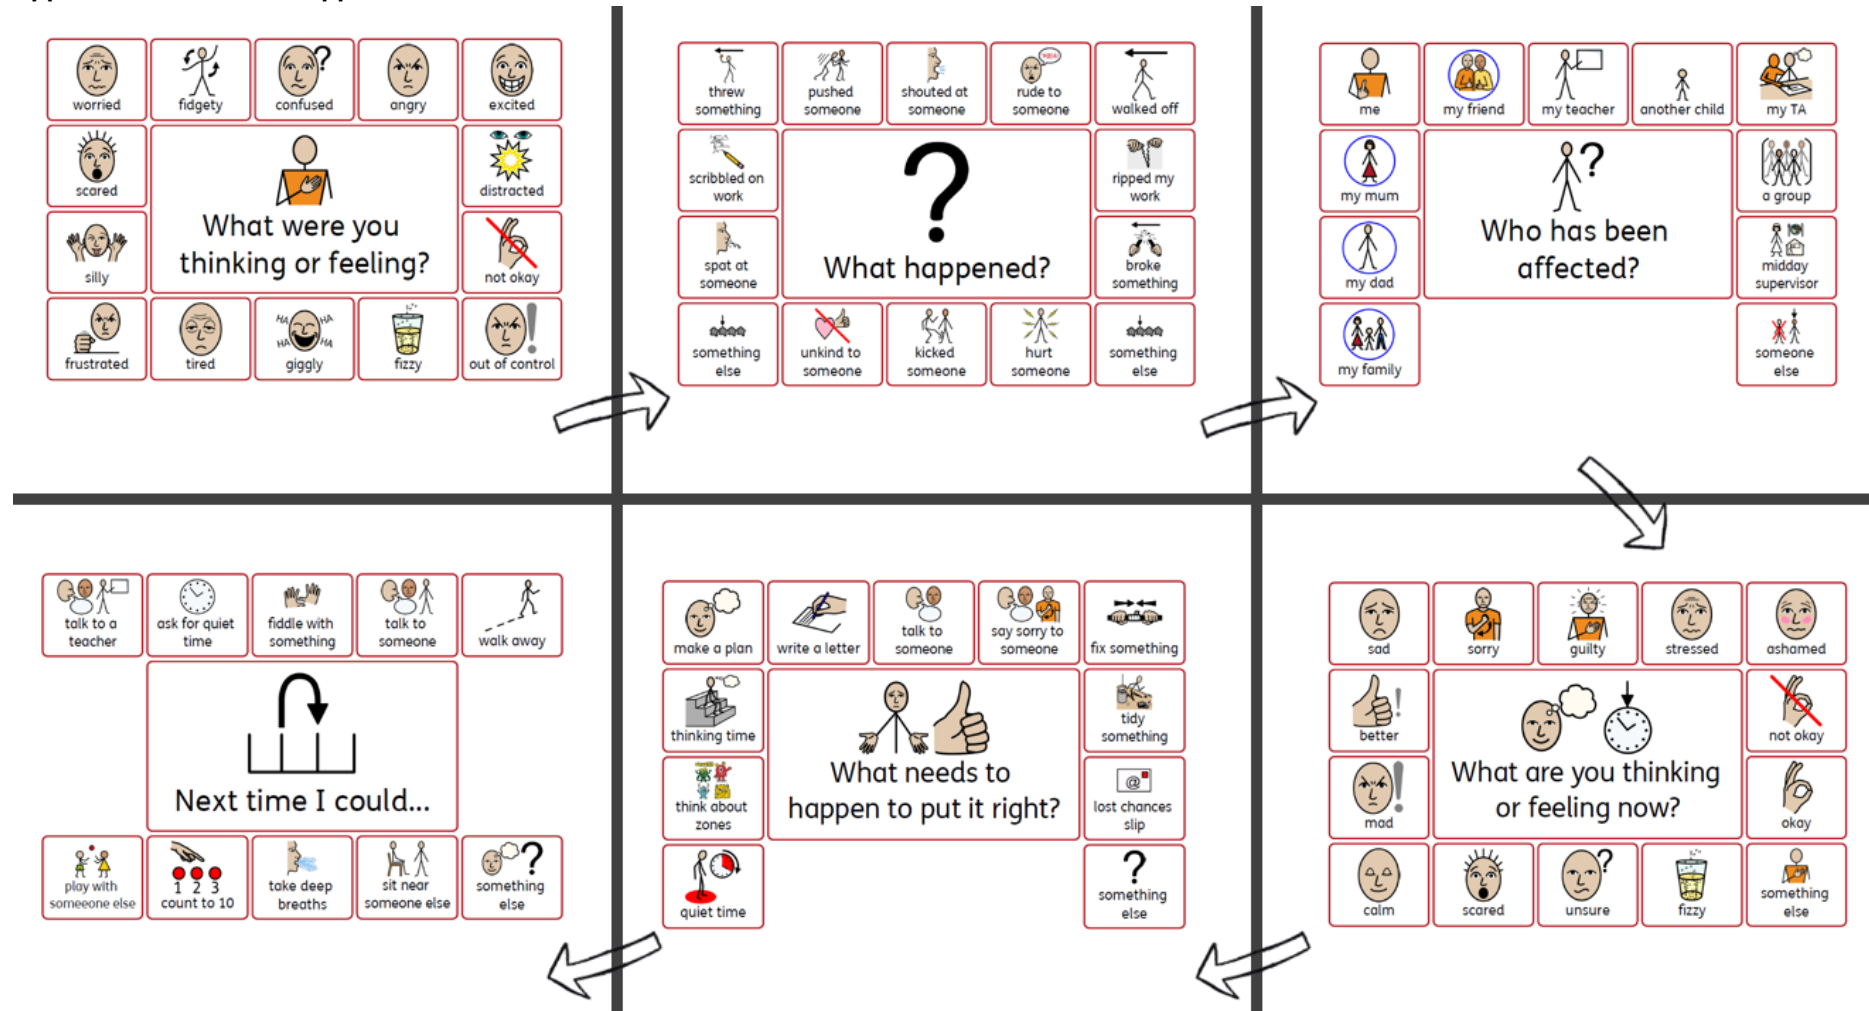 worried
fidgety
confused
angry
excited
scared
What were you
thinking or feeling?
distracted
silly
not okay
frustrated
tired
HA HA
HA HA
giggly
fizzy
out of control
threw
something
pushed
someone
shouted at
someone
rude to
someone
walked off
scribbled on
work
?
What happened?
ripped my
work
spat at
someone
broke
something
something
else
unkind to
someone
kicked
someone
hurt
someone
something
else
me
my friend
my teacher
another child
my TA
my mum
Who has been
affected?
a group
my dad
midday
supervisor
my family
someone
else
sad
sorry
guilty
stressed
ashamed
better
What are you thinking
or feeling now?
not okay
mad
okay
calm
scared
unsure
fizzy
something
else
make a plan
write a letter
talk to
someone
say sorry to
someone
fix something
thinking time
What needs to
happen to put it right?
tidy
something
think about
zones
@
lost chances
slip
quiet time
?
something
else
talk to a
teacher
ask for quiet
time
fiddle with
something
talk to
someone
walk away
Next time I could...
play with
someeone else
1 2 3
count to 10
take deep
breaths
sit near
someone else
something
else